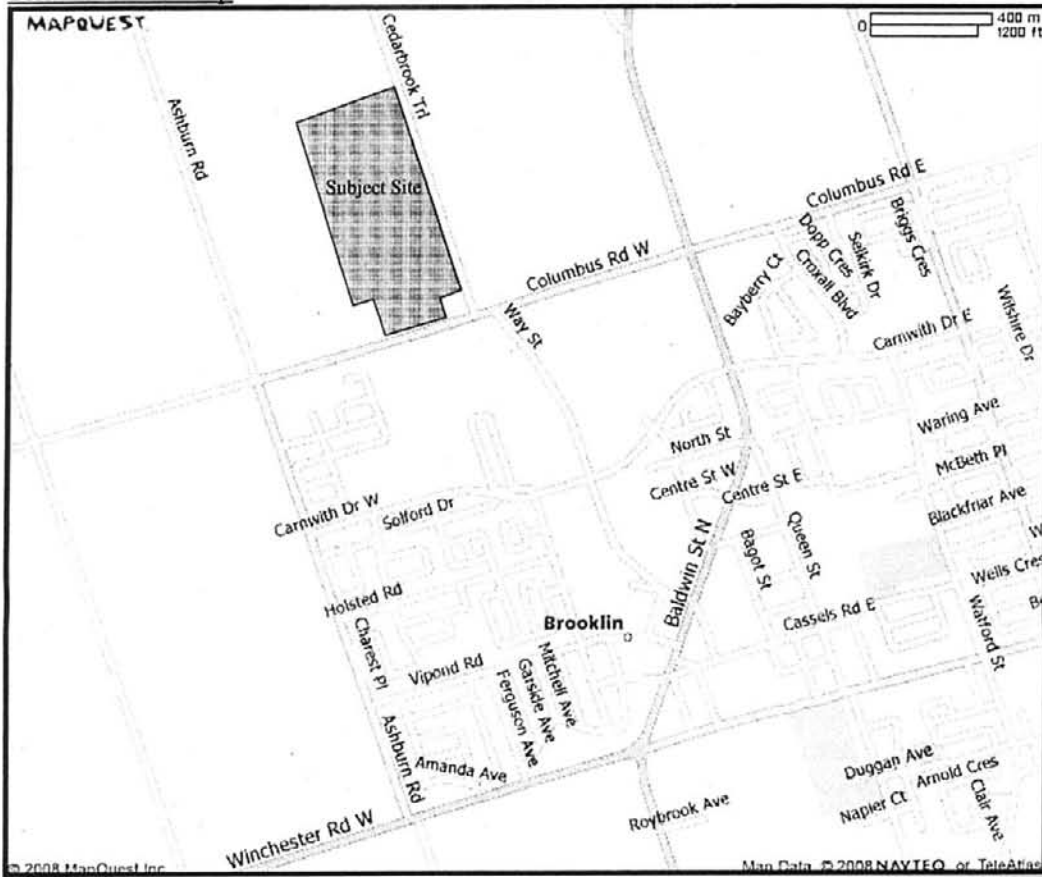 MAPQUEST
0
400 m
1200 ft
Cedarbrook Trl
Ashburn Rd
Subject Site
Columbus Rd E
Briggs Cres
Selkirk Dr
Dopp Cres
Croxall Blvd
Columbus Rd W
Bayberry Ct
Way St
Wilshire Dr
Carnwith Dr E
Waring Ave
North St
McBeth Pl
Centre St W
Centre St E
Blackfriar Ave
Carnwith Dr W
Solford Dr
Bagot St
Queen St
Baldwin St N
Wells Cres
Holsted Rd
Cassels Rd E
Watford St
Brooklin
Charest Pl
Vipond Rd
Mitchell Ave
Garside Ave
Ferguson Ave
Ashburn Rd
Amanda Ave
Duggan Ave
Arnold Cres
Napier Ct
Clair Ave
Roybrook Ave
Winchester Rd W
© 2008 MapQuest Inc
Map Data © 2008 NAVTEQ or TeleAtlas